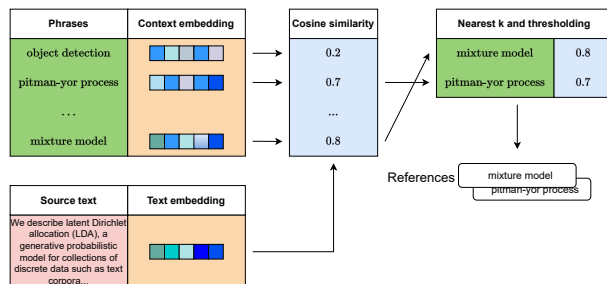 Phrases
Context embedding
Cosine similarity
Nearest k and thresholding
object detection
pitman-yor process
...
mixture model
0.2
0.7
...
0.8
mixture model
0.8
pitman-yor process
0.7
References
mixture model
pitman-yor process
Source text
Text embedding
We describe latent Dirichlet
allocation (LDA), a
generative probabilistic
model for collections of
discrete data such as text
corpora...